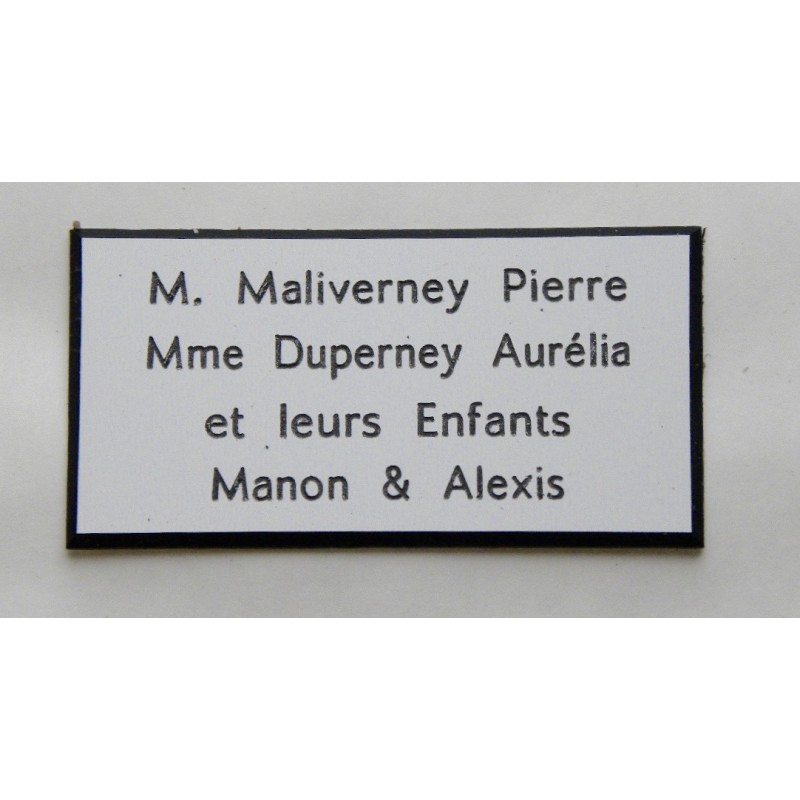 M. Maliverney Pierre
Mme Duperney Aurélia
et leurs Enfants
Manon & Alexis